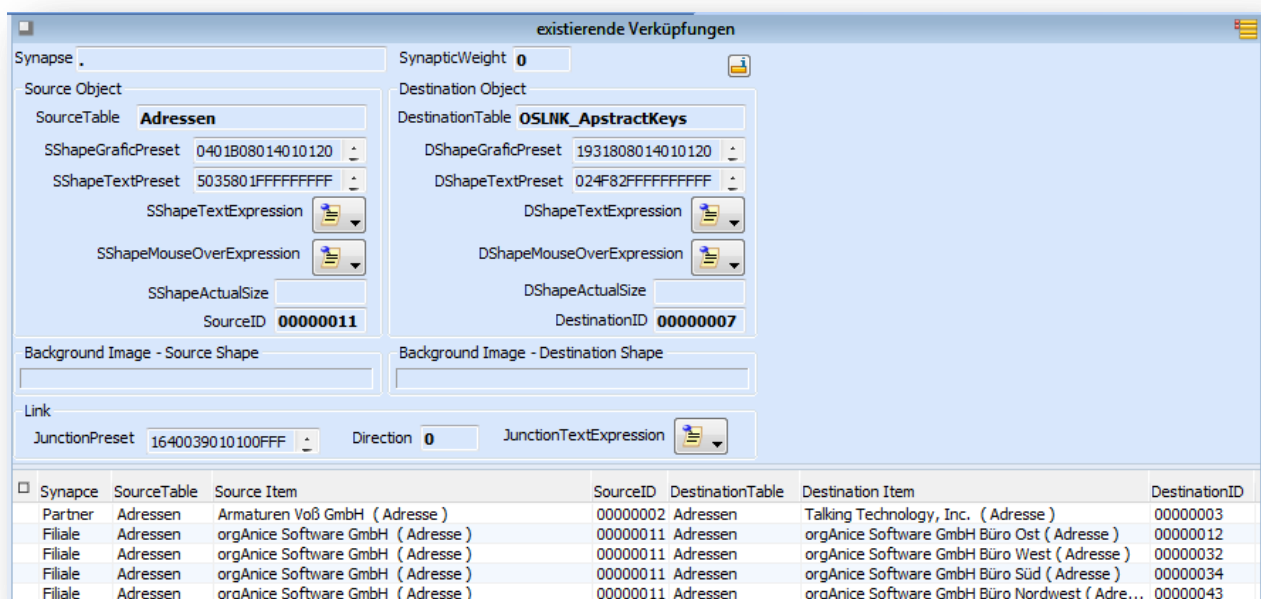 existierende Verküpfungen
Synapse . SynapticWeight 0
Source Object Destination Object
SourceTable Adressen DestinationTable OSLNK_ApstractKeys
SShapeGraficPreset 0401B08014010120 DShapeGraficPreset 1931808014010120
SShapeTextPreset 5035801FFFFFFFFF DShapeTextPreset 024F82FFFFFFFFFF
SShapeTextExpression DShapeTextExpression
SShapeMouseOverExpression DShapeMouseOverExpression
SShapeActualSize DShapeActualSize
SourceID 00000011 DestinationID 00000007
Background Image - Source Shape Background Image - Destination Shape
Link
JunctionPreset 1640039010100FFF Direction 0 JunctionTextExpression
Synapce SourceTable Source Item SourceID DestinationTable Destination Item DestinationID
Partner Adressen Armaturen Voß GmbH ( Adresse ) 00000002 Adressen Talking Technology, Inc. ( Adresse ) 00000003
Filiale Adressen orgAnice Software GmbH ( Adresse ) 00000011 Adressen orgAnice Software GmbH Büro Ost ( Adresse ) 00000012
Filiale Adressen orgAnice Software GmbH ( Adresse ) 00000011 Adressen orgAnice Software GmbH Büro West ( Adresse ) 00000032
Filiale Adressen orgAnice Software GmbH ( Adresse ) 00000011 Adressen orgAnice Software GmbH Büro Süd ( Adresse ) 00000034
Filiale Adressen orgAnice Software GmbH ( Adresse ) 00000011 Adressen orgAnice Software GmbH Büro Nordwest ( Adre... 00000043